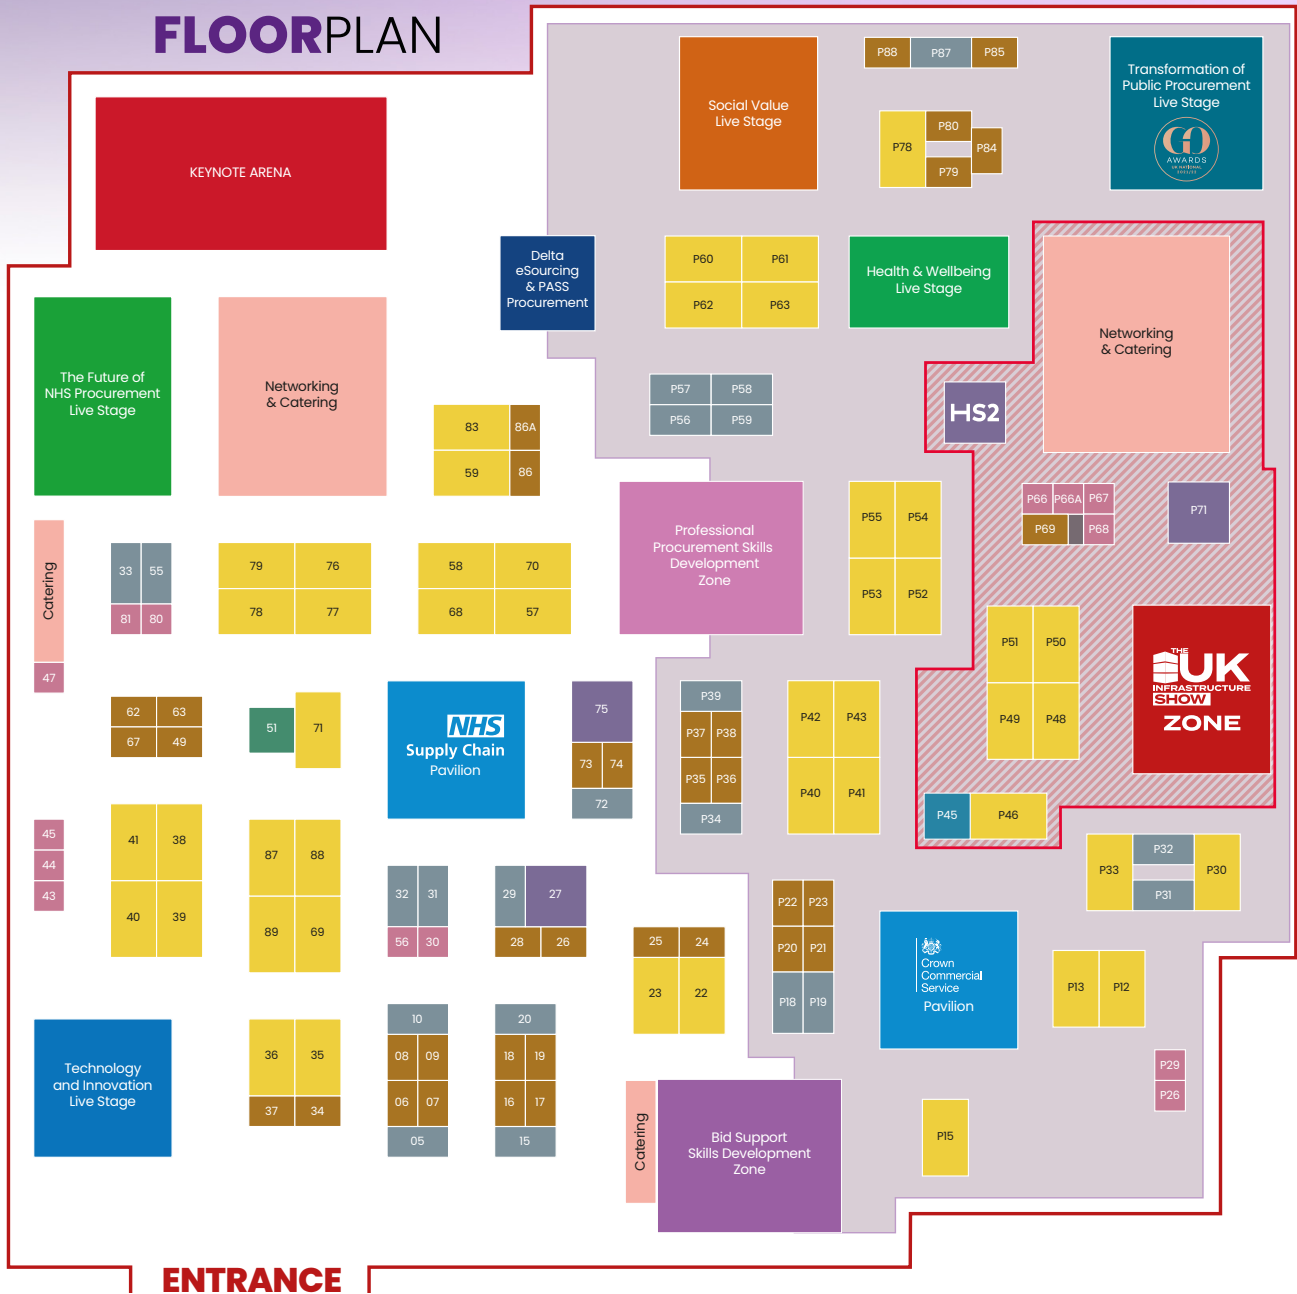 FLOORPLAN
KEYNOTE ARENA
Social Value
Live Stage
P88
P87
P85
P78
P80
P84
P79
Transformation of
Public Procurement
Live Stage
GO
AWARDS
UK NATIONAL
2022/23
Delta
eSourcing
& PASS
Procurement
P60
P61
P62
P63
Health & Wellbeing
Live Stage
Networking
& Catering
The Future of
NHS Procurement
Live Stage
Networking
& Catering
83
86A
59
86
P57
P58
P56
P59
HS2
Professional
Procurement Skills
Development
Zone
P55
P54
P53
P52
P66
P66A
P67
P69
P68
P71
Catering
47
33
55
81
80
79
76
78
77
58
70
68
57
P51
P50
P49
P48
THE
UK
INFRASTRUCTURE
SHOW
ZONE
62
63
67
49
51
71
NHS
Supply Chain
Pavilion
75
73
74
72
P39
P37
P38
P35
P36
P34
P42
P43
P40
P41
P45
P46
45
44
43
41
38
40
39
87
88
89
69
32
31
56
30
29
27
28
26
25
24
23
22
P22
P23
P20
P21
P18
P19
Crown
Commercial
Service
Pavilion
P33
P32
P31
P30
P13
P12
P29
P26
P15
Technology
and Innovation
Live Stage
36
35
37
34
10
08
09
06
07
05
20
18
19
16
17
15
Catering
Bid Support
Skills Development
Zone
ENTRANCE